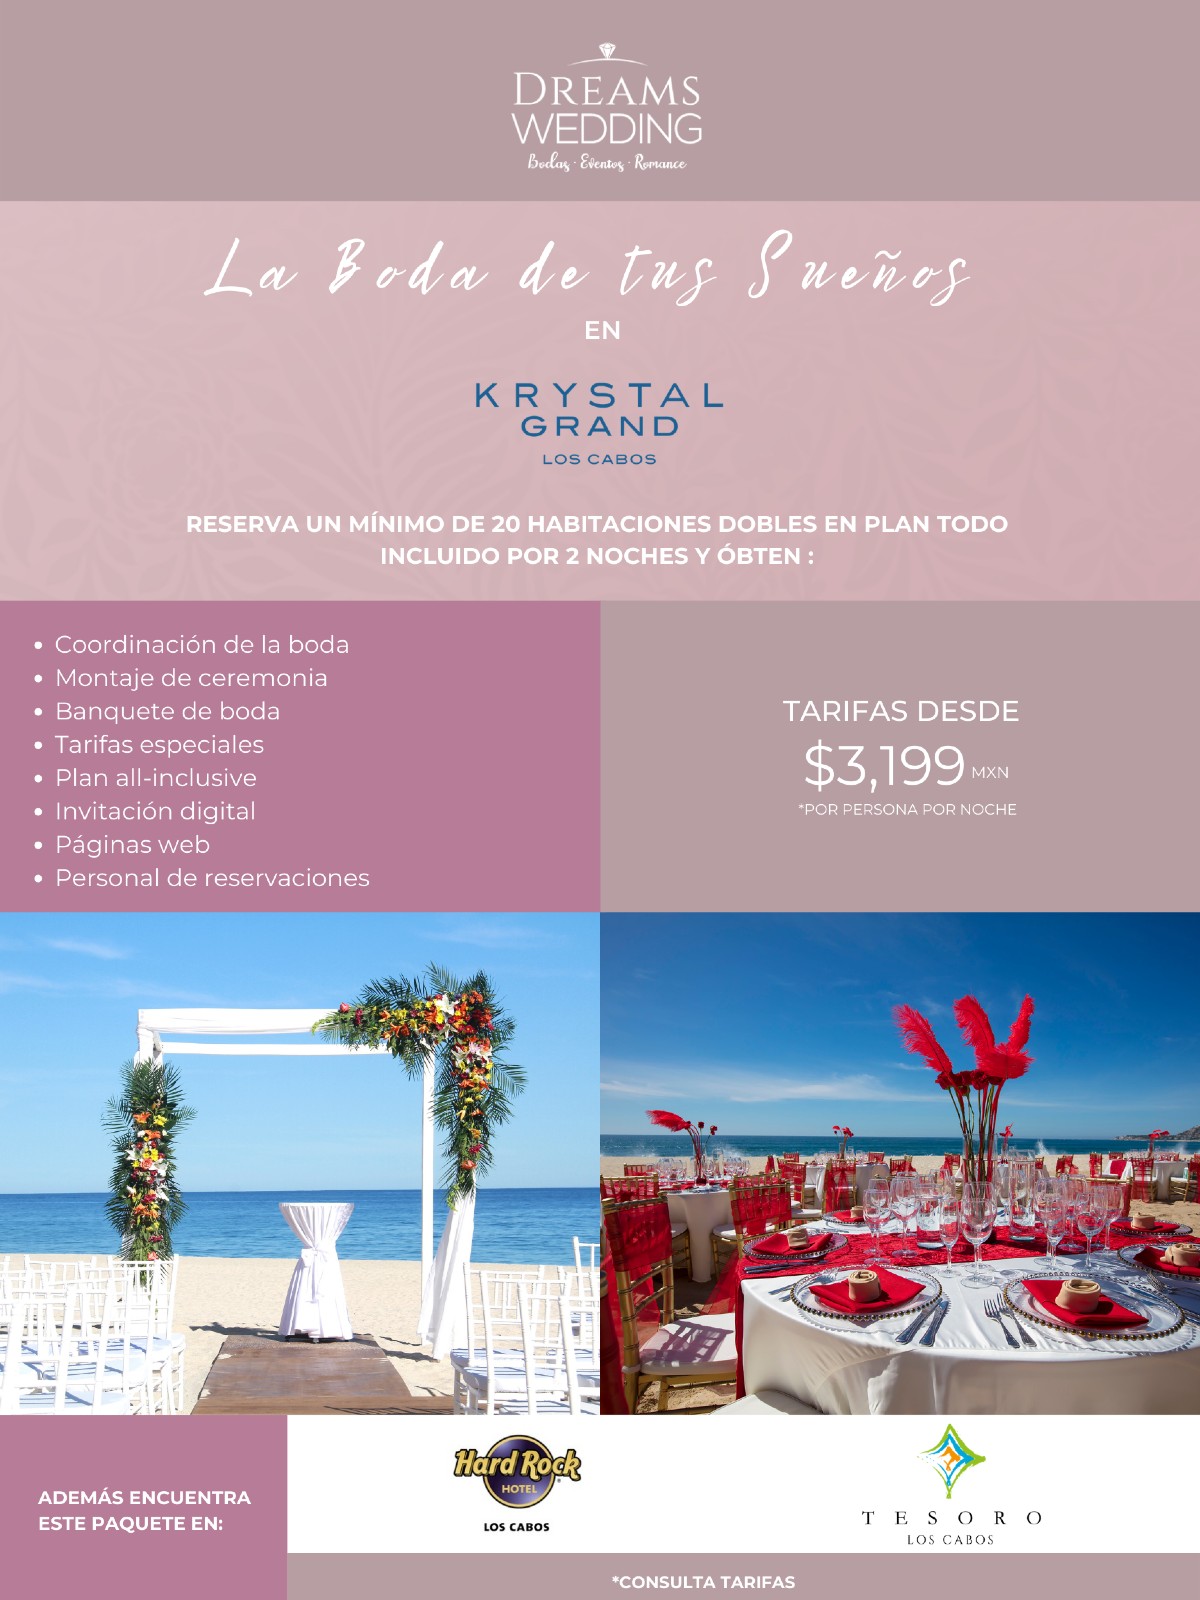 DREAMS
WEDDING
Bodas · Eventos · Romance
La Boda de tus Sueños
EN
KRYSTAL
GRAND
LOS CABOS
RESERVA UN MÍNIMO DE 20 HABITACIONES DOBLES EN PLAN TODO
INCLUIDO POR 2 NOCHES Y ÓBTEN :
• Coordinación de la boda
• Montaje de ceremonia
• Banquete de boda
• Tarifas especiales
• Plan all-inclusive
• Invitación digital
• Páginas web
• Personal de reservaciones
TARIFAS DESDE
$3,199 MXN
*POR PERSONA POR NOCHE
ADEMÁS ENCUENTRA
ESTE PAQUETE EN:
Hard Rock
HOTEL
LOS CABOS
TESORO
LOS CABOS
*CONSULTA TARIFAS